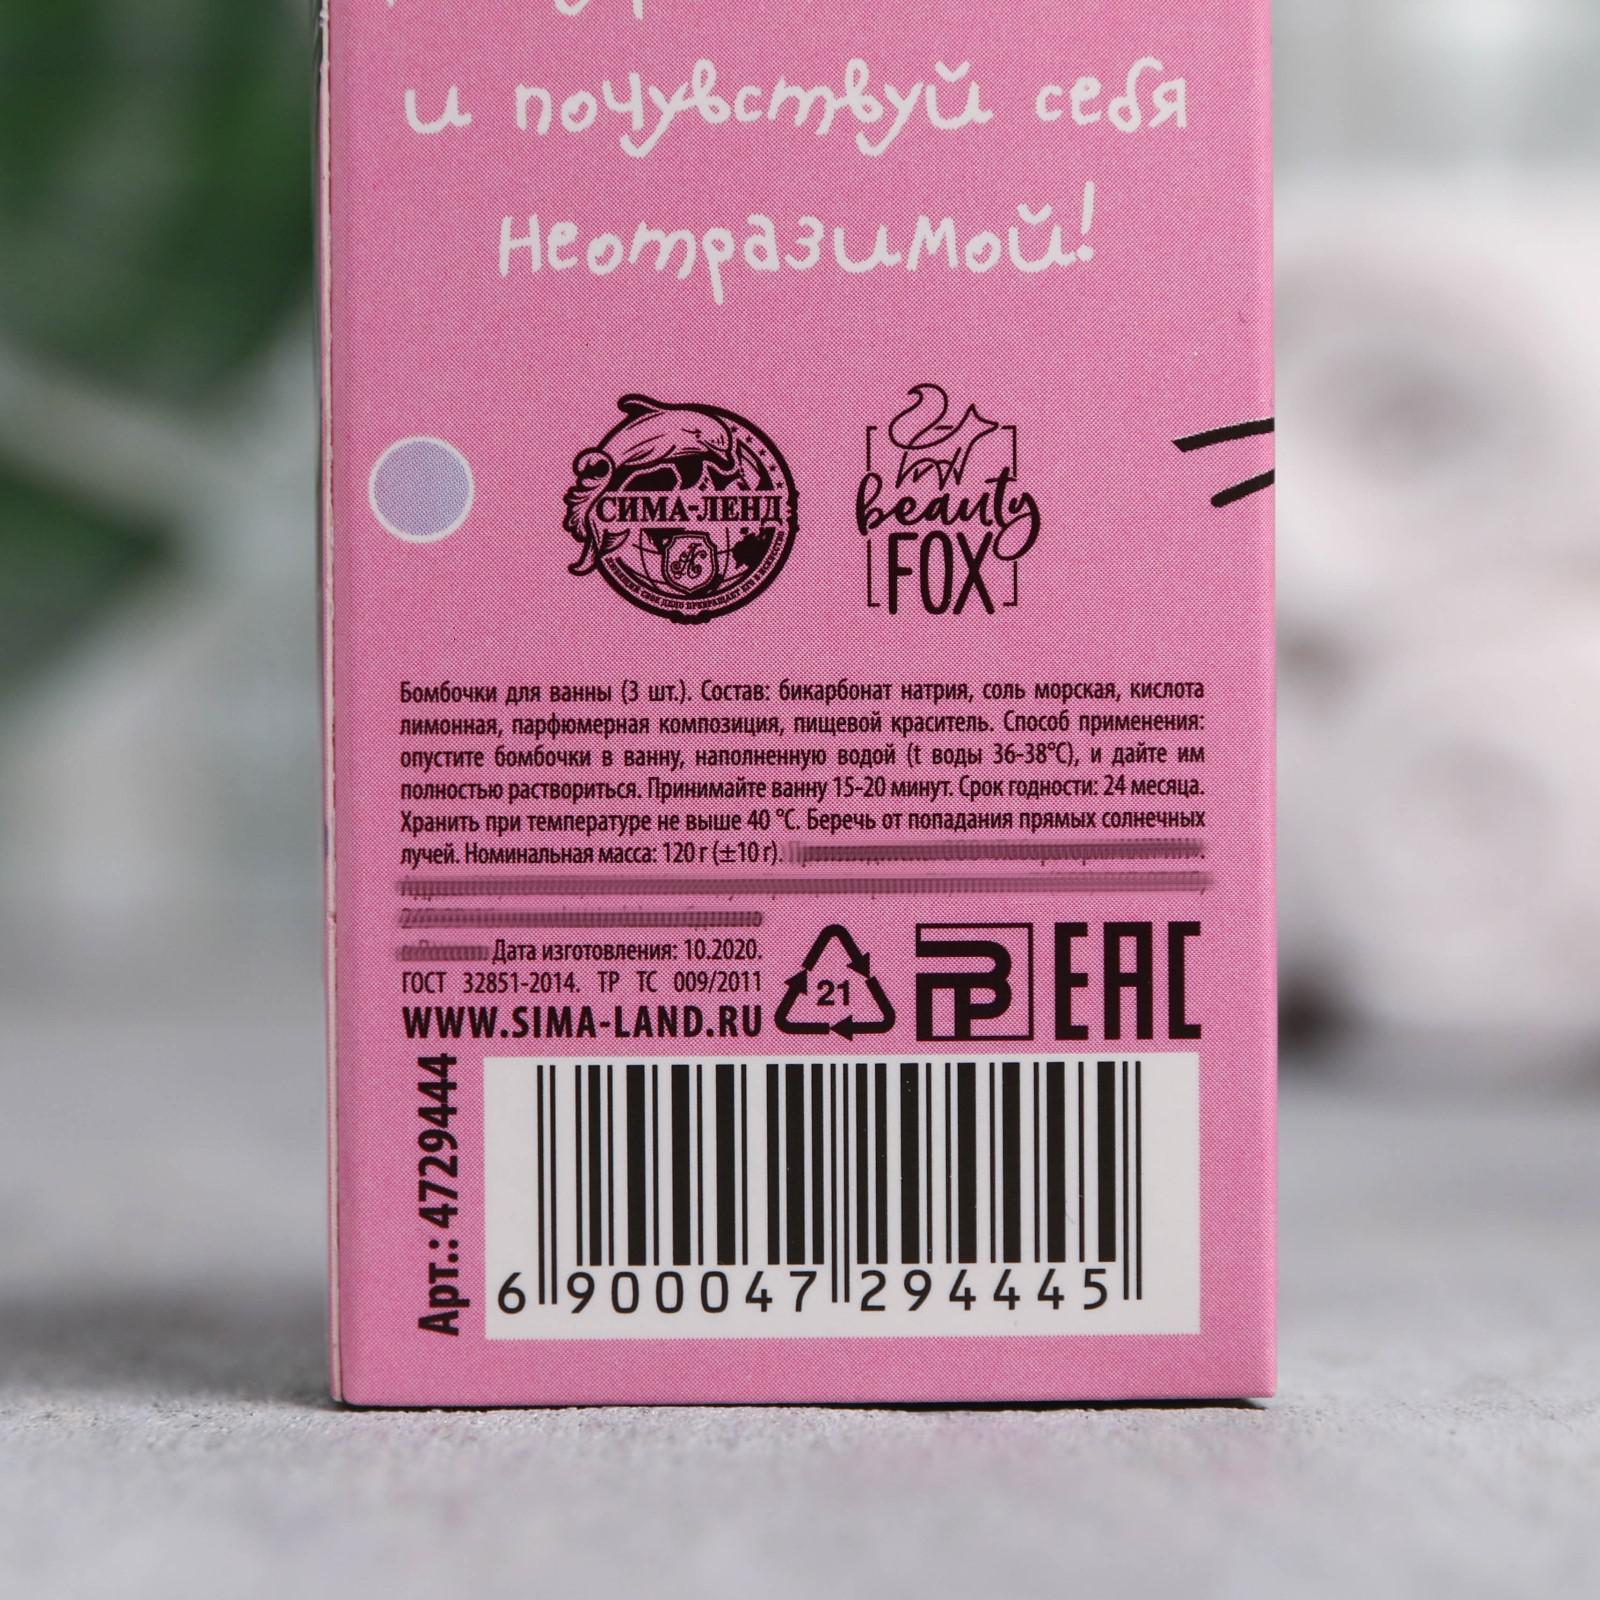 и почувствуй себя
неотразимой!
СИМА-ЛЕНД
beauty
FOX
Бомбочки для ванны (3 шт.). Состав: бикарбонат натрия, соль морская, кислота
лимонная, парфюмерная композиция, пищевой краситель. Способ применения:
опустите бомбочки в ванну, наполненную водой (t воды 36-38°C), и дайте им
полностью раствориться. Принимайте ванну 15-20 минут. Срок годности: 24 месяца.
Хранить при температуре не выше 40 °C. Беречь от попадания прямых солнечных
лучей. Номинальная масса: 120 г (±10 г).
Дата изготовления: 10.2020.
ГОСТ 32851-2014. ТР ТС 009/2011
WWW.SIMA-LAND.RU
21
EAC
Арт.: 4729444
6 900047 294445